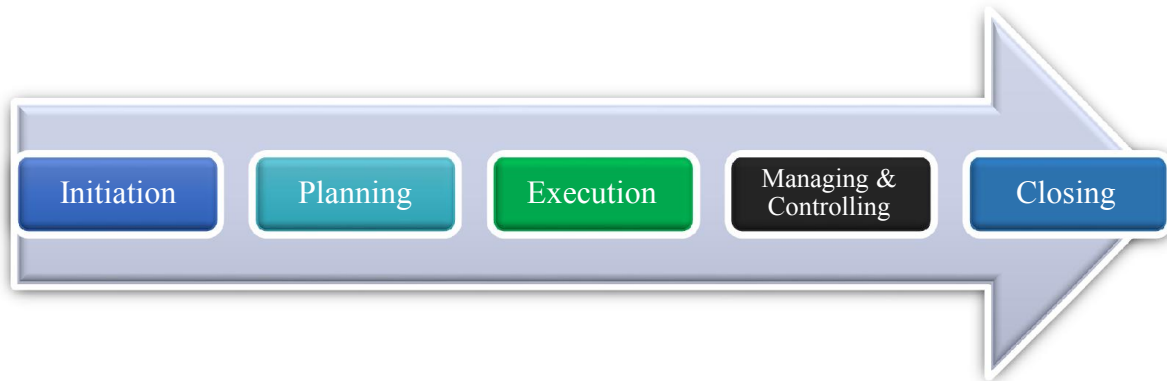 Initiation
Planning
Execution
Managing &
Controlling
Closing